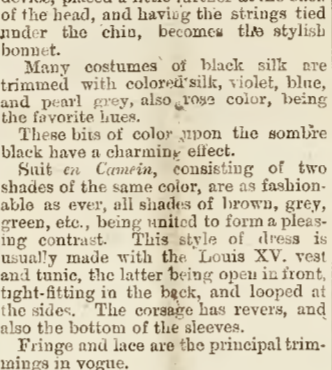 placed a little further at the back
of the head, and having the strings tied
under the chin, becomes the stylish
bonnet.
Many costumes of black silk are
trimmed with colored silk, violet, blue,
and pearl grey, also rose color, being
the favorite hues.
These bits of color upon the sombre
black have a charming effect.
Suit en Camein, consisting of two
shades of the same color, are as fashion-
able as ever, all shades of brown, grey,
green, etc., being united to form a pleas-
ing contrast. This style of dress is
usually made with the Louis XV. vest
and tunic, the latter being open in front,
tight-fitting in the back, and looped at
the sides. The corsage has revers, and
also the bottom of the sleeves.
Fringe and lace are the principal trim-
mings in vogue.